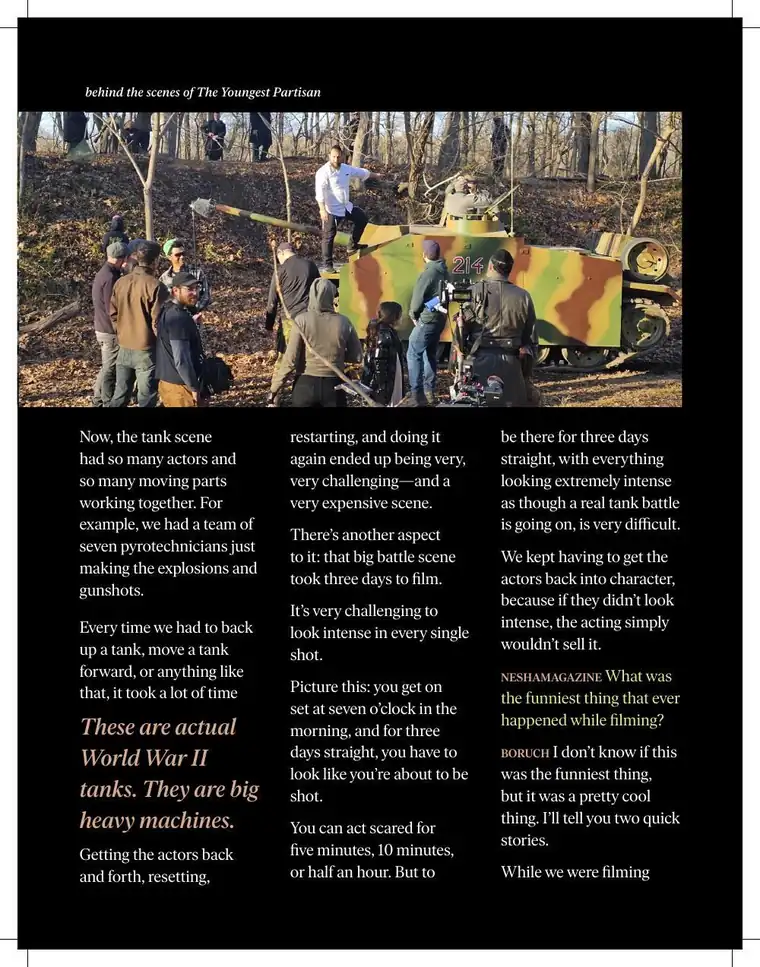 behind the scenes of The Youngest Partisan
214
Now, the tank scene
had so many actors and
so many moving parts
working together. For
example, we had a team of
seven pyrotechnicians just
making the explosions and
gunshots.
Every time we had to back
up a tank, move a tank
forward, or anything like
that, it took a lot of time
These are actual
World War II
tanks. They are big
heavy machines.
Getting the actors back
and forth, resetting,
restarting, and doing it
again ended up being very,
very challenging—and a
very expensive scene.
There’s another aspect
to it: that big battle scene
took three days to film.
It’s very challenging to
look intense in every single
shot.
Picture this: you get on
set at seven o’clock in the
morning, and for three
days straight, you have to
look like you’re about to be
shot.
You can act scared for
five minutes, 10 minutes,
or half an hour. But to
be there for three days
straight, with everything
looking extremely intense
as though a real tank battle
is going on, is very difficult.
We kept having to get the
actors back into character,
because if they didn’t look
intense, the acting simply
wouldn’t sell it.
NESHAMAGAZINE What was
the funniest thing that ever
happened while filming?
BORUCH I don’t know if this
was the funniest thing,
but it was a pretty cool
thing. I’ll tell you two quick
stories.
While we were filming